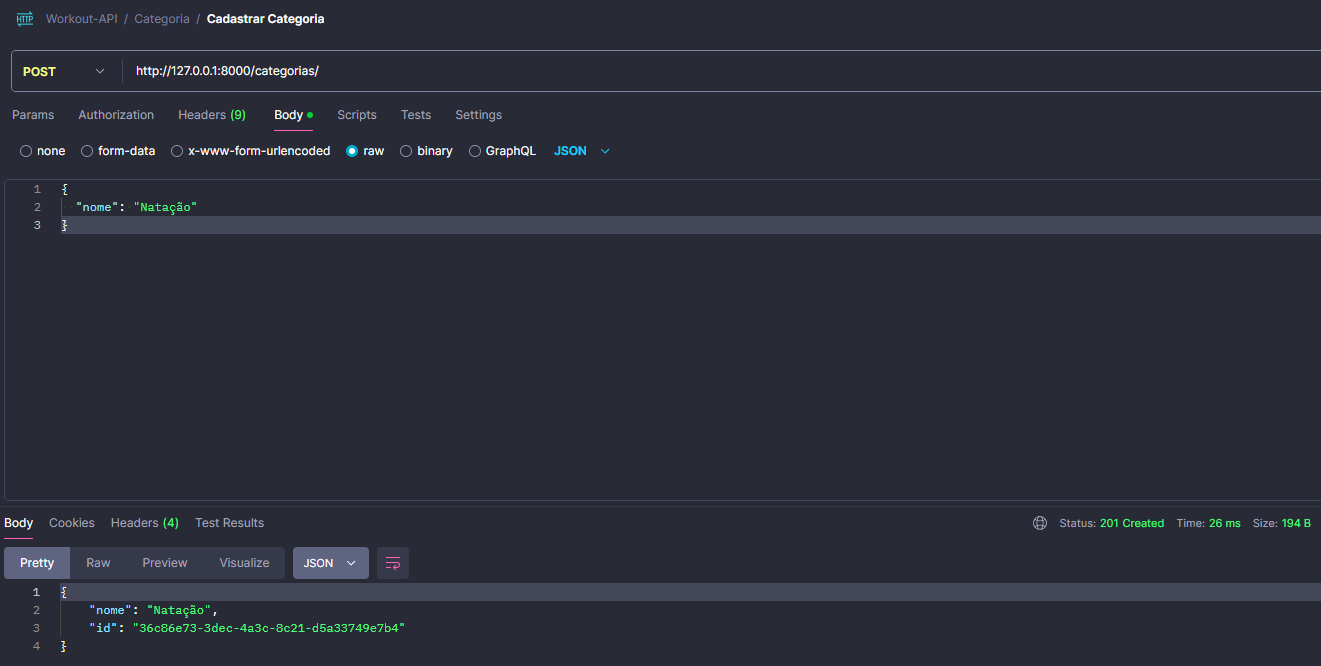 HTTP Workout-API / Categoria / Cadastrar Categoria
POST http://127.0.0.1:8000/categorias/
Params Authorization Headers (9) Body Scripts Tests Settings
none form-data x-www-form-urlencoded raw binary GraphQL JSON
1 {
2 "nome": "Natação"
3 }
Body Cookies Headers (4) Test Results Status: 201 Created Time: 26 ms Size: 194 B
Pretty Raw Preview Visualize JSON
1 {
2 "nome": "Natação",
3 "id": "36c86e73-3dec-4a3c-8c21-d5a33749e7b4"
4 }